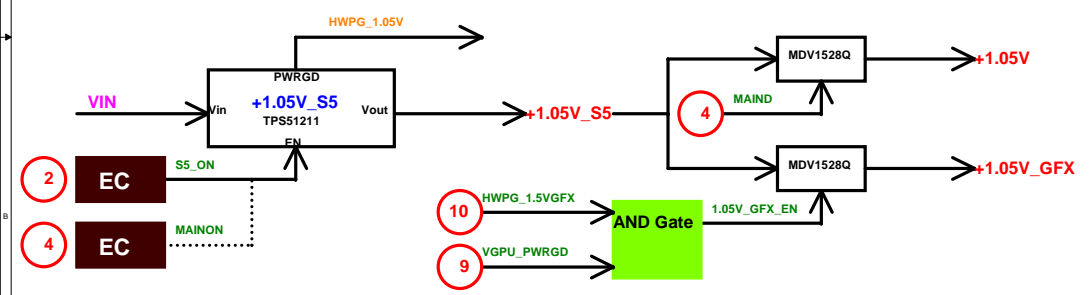 HWPG_1.05V
PWRGD
VIN
Vin
+1.05V_S5
Vout
TPS51211
EN
+1.05V_S5
MDV1528Q
+1.05V
4
MAIND
2
EC
S5_ON
MDV1528Q
+1.05V_GFX
10
HWPG_1.5VGFX
AND Gate
1.05V_GFX_EN
4
EC
MAINON
9
VGPU_PWRGD
B